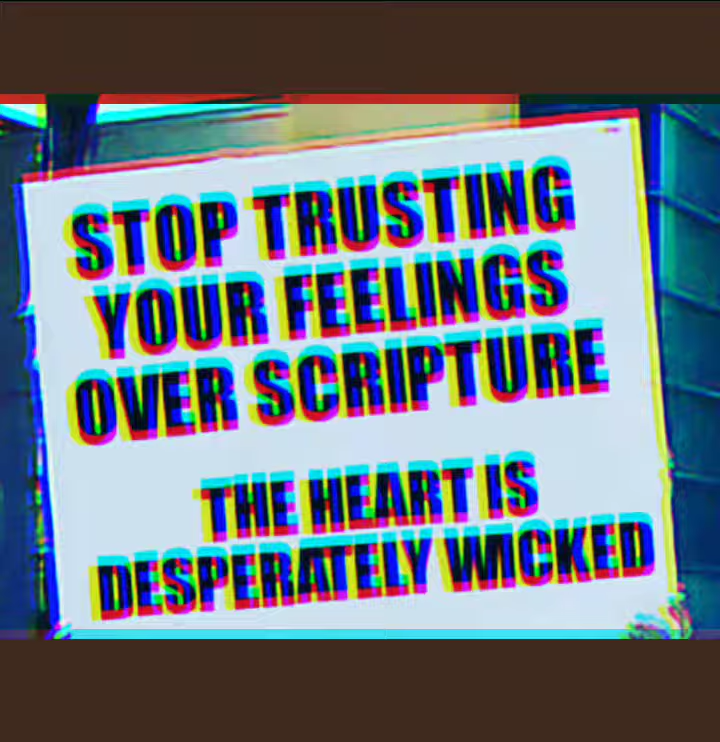 STOP TRUSTING
YOUR FEELINGS
OVER SCRIPTURE
THE HEART IS
DESPERATELY WICKED